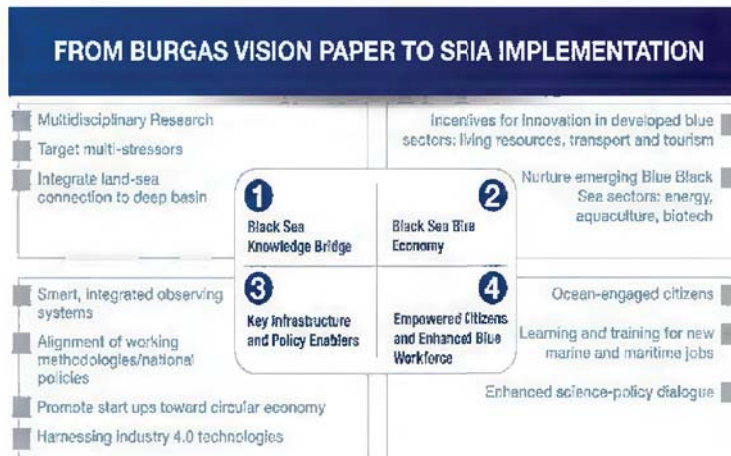 FROM BURGAS VISION PAPER TO SRIA IMPLEMENTATION
Multidisciplinary Research
Target multi-stressors
Integrate land-sea
connection to deep basin
Incentives for innovation in developed blue
sectors: living resources, transport and tourism
Nurture emerging Blue Black
Sea sectors: energy,
aquaculture, biotech
1
Black Sea
Knowledge Bridge
2
Black Sea Blue
Economy
3
Key Infrastructure
and Policy Enablers
4
Empowered Citizens
and Enhanced Blue
Workforce
Smart, integrated observing
systems
Alignment of working
methodologies/national
policies
Promote start ups toward circular economy
Harnessing industry 4.0 technologies
Ocean-engaged citizens
Learning and training for new
marine and maritime jobs
Enhanced science-policy dialogue